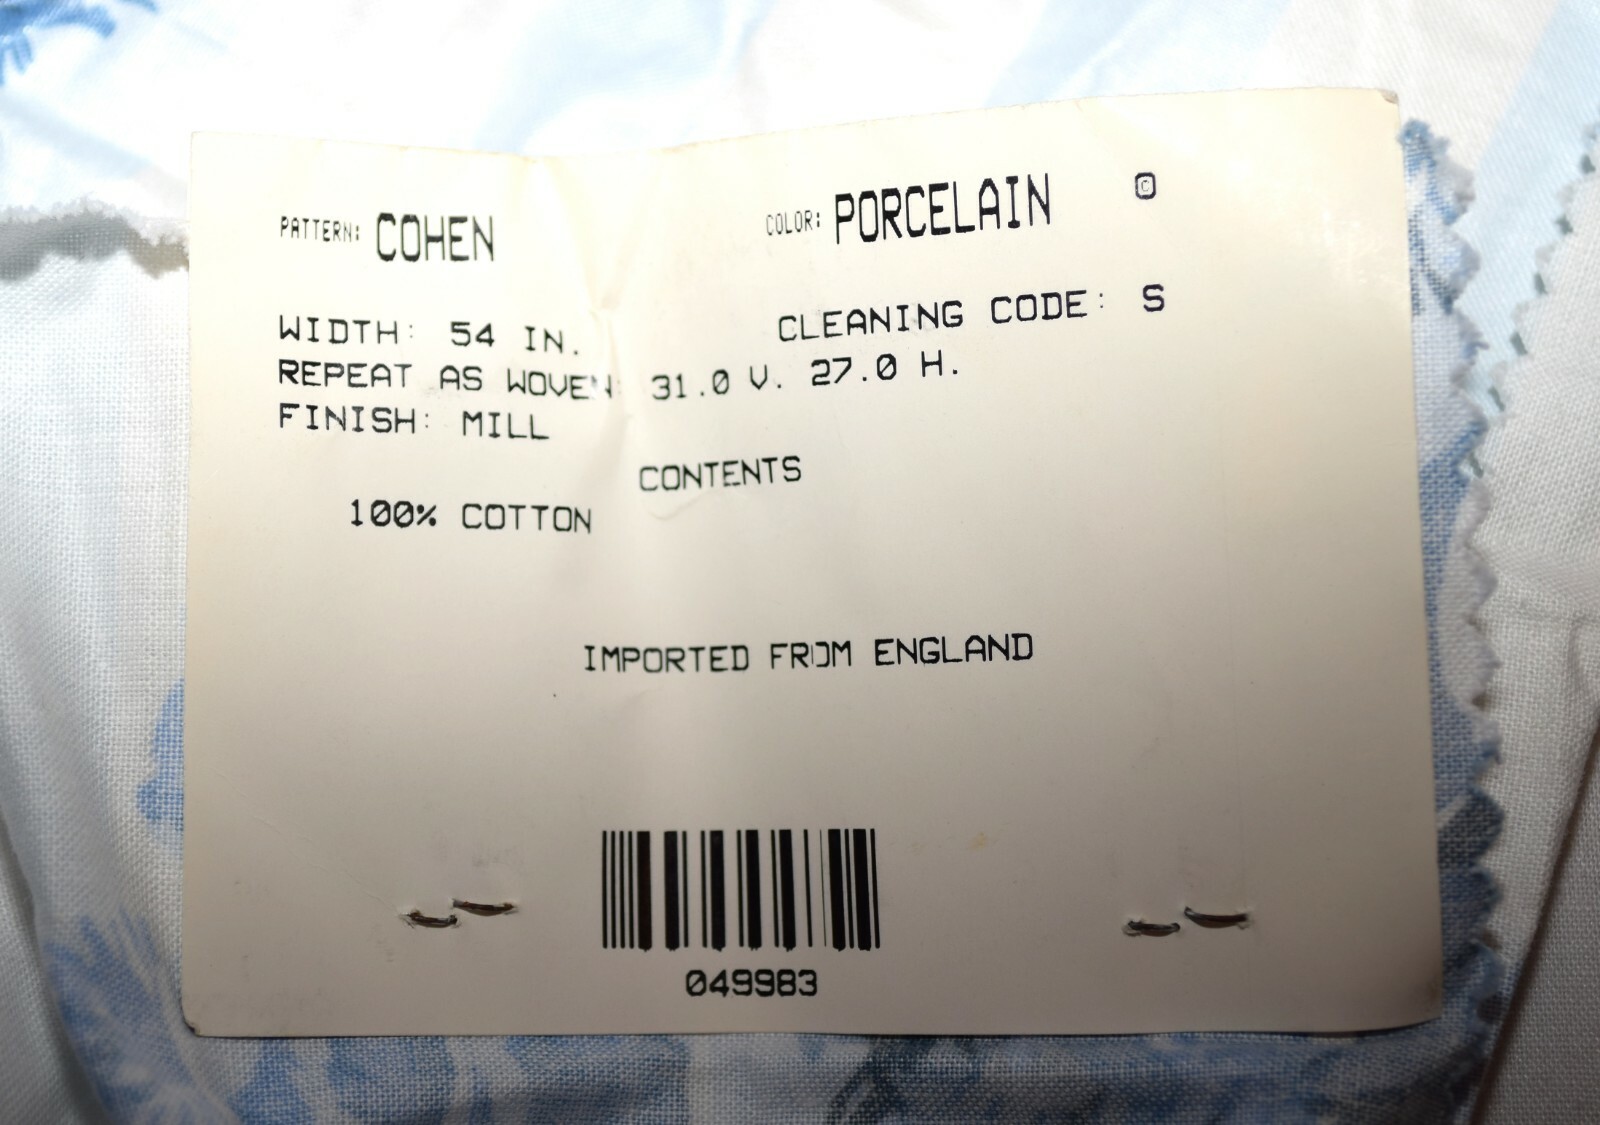 PATTERN: COHEN COLOR: PORCELAIN ©
WIDTH: 54 IN. CLEANING CODE: S
REPEAT AS WOVEN: 31.0 V. 27.0 H.
FINISH: MILL
CONTENTS
100% COTTON
IMPORTED FROM ENGLAND
049983